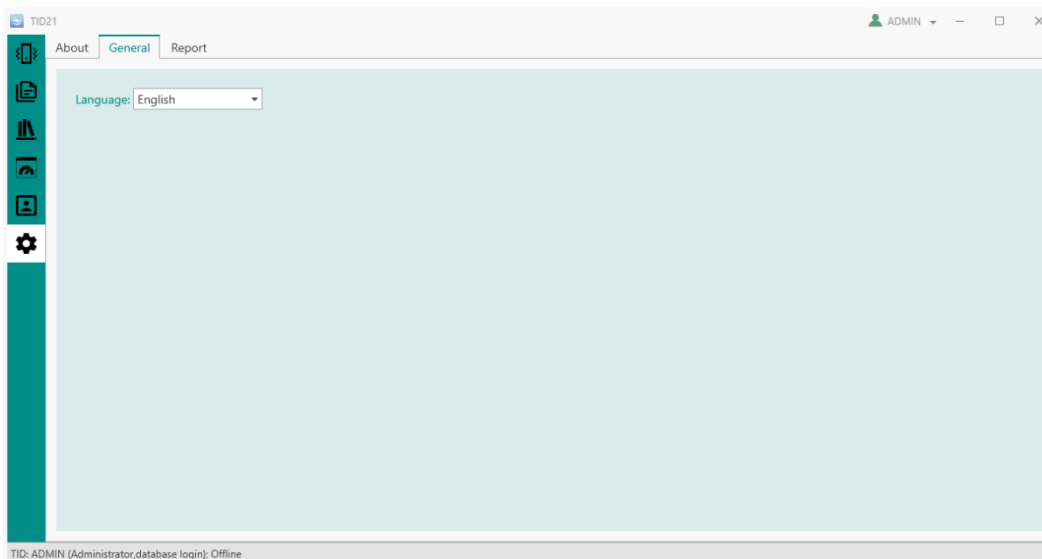 TID21
ADMIN
About General Report
Language: English
TID: ADMIN (Administrator,database login); Offline